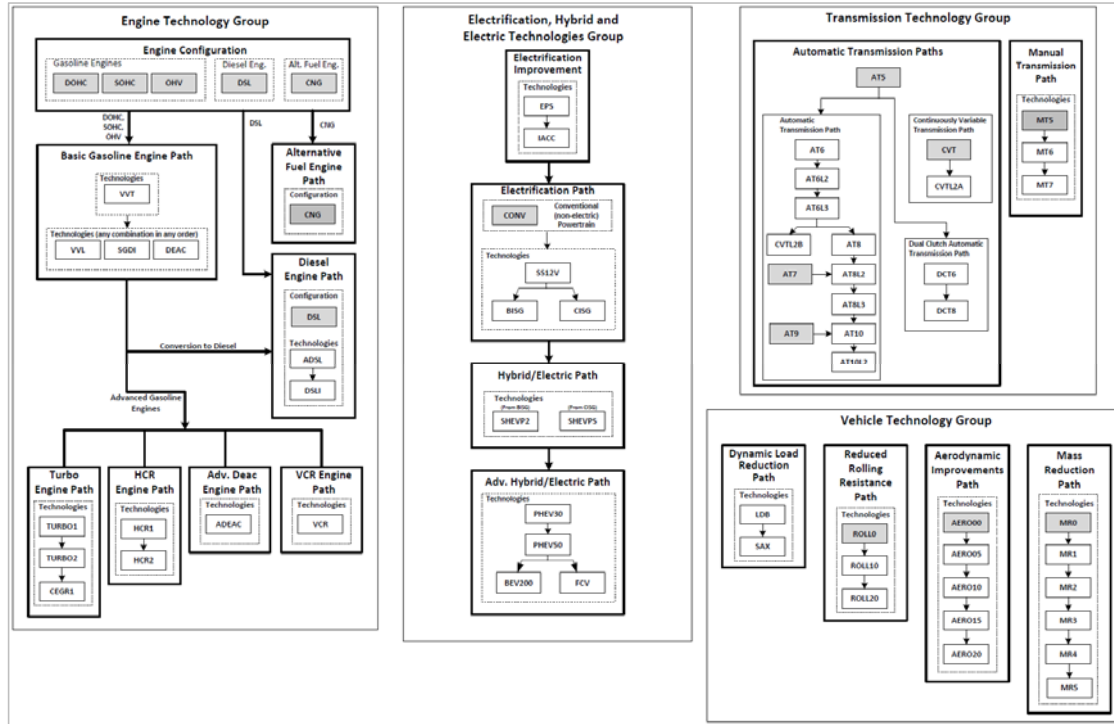 Engine Technology Group
Engine Configuration
Gasoline Engines
DOHC
SOHC
OHV
Diesel Eng.
DSL
Alt. Fuel Eng.
CNG
DOHC,
SOHC,
OHV
DSL
CNG
Basic Gasoline Engine Path
Technologies
VVT
Technologies (any combination in any order)
VVL
SGDI
DEAC
Alternative
Fuel Engine
Path
Configuration
CNG
Diesel
Engine Path
Configuration
DSL
Technologies
ADSL
DSLI
Conversion to Diesel
Advanced Gasoline
Engines
Turbo
Engine Path
Technologies
TURBO1
TURBO2
CEGR1
HCR
Engine Path
Technologies
HCR1
HCR2
Adv. Deac
Engine Path
Technologies
ADEAC
VCR Engine
Path
Technologies
VCR
Electrification, Hybrid and
Electric Technologies Group
Electrification
Improvement
Technologies
EPS
IACC
Electrification Path
CONV
Conventional
(non-electric)
Powertrain
Technologies
SS12V
BISG
CISG
Hybrid/Electric Path
Technologies
(From BISG)
(From CISG)
SHEVP2
SHEVPS
Adv. Hybrid/Electric Path
Technologies
PHEV30
PHEV50
BEV200
FCV
Transmission Technology Group
Automatic Transmission Paths
AT5
Automatic
Transmission Path
AT6
AT6L2
AT6L3
CVTL2B
AT8
AT7
AT8L2
AT8L3
AT9
AT10
AT10L2
Continuously Variable
Transmission Path
CVT
CVTL2A
Dual Clutch Automatic
Transmission Path
DCT6
DCT8
Manual
Transmission
Path
Technologies
MT5
MT6
MT7
Vehicle Technology Group
Dynamic Load
Reduction Path
Technologies
LDB
SAX
Reduced
Rolling
Resistance
Path
Technologies
ROLL0
ROLL10
ROLL20
Aerodynamic
Improvements
Path
Technologies
AERO00
AERO05
AERO10
AERO15
AERO20
Mass
Reduction
Path
Technologies
MR0
MR1
MR2
MR3
MR4
MR5